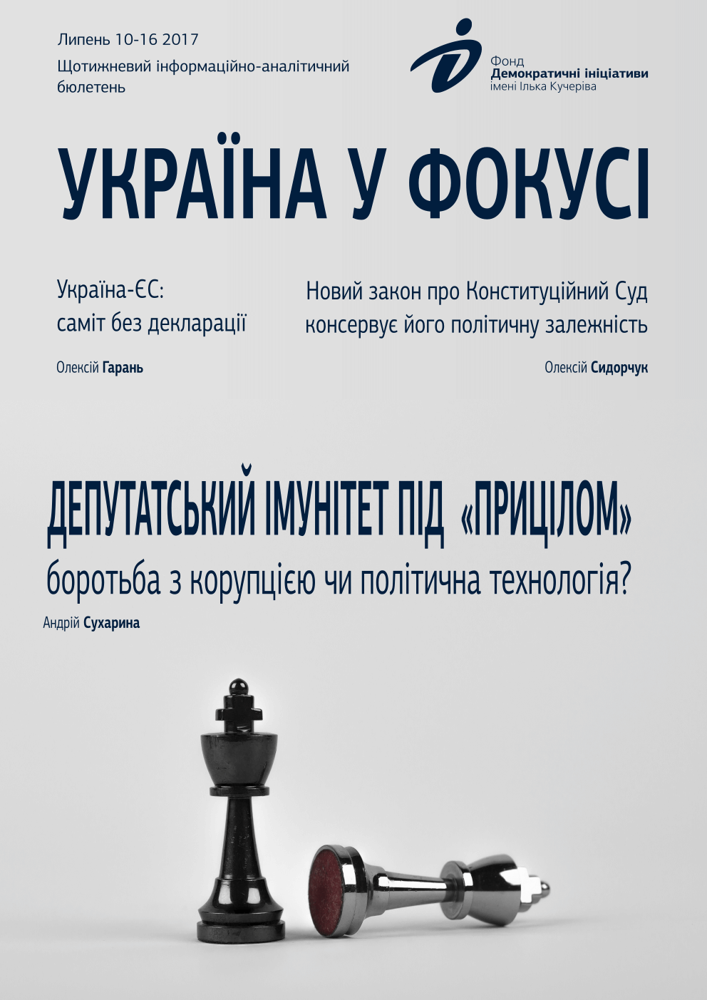 Липень 10-16 2017
Щотижневий інформаційно-аналітичний
бюлетень
Фонд
Демократичні ініціативи
імені Ілька Кучеріва
УКРАЇНА У ФОКУСІ
Україна-ЄС:
саміт без декларації
Олексій Гарань
Новий закон про Конституційний Суд
консервує його політичну залежність
Олексій Сидорчук
ДЕПУТАТСЬКИЙ ІМУНІТЕТ ПІД «ПРИЦІЛОМ»
боротьба з корупцією чи політична технологія?
Андрій Сухарина